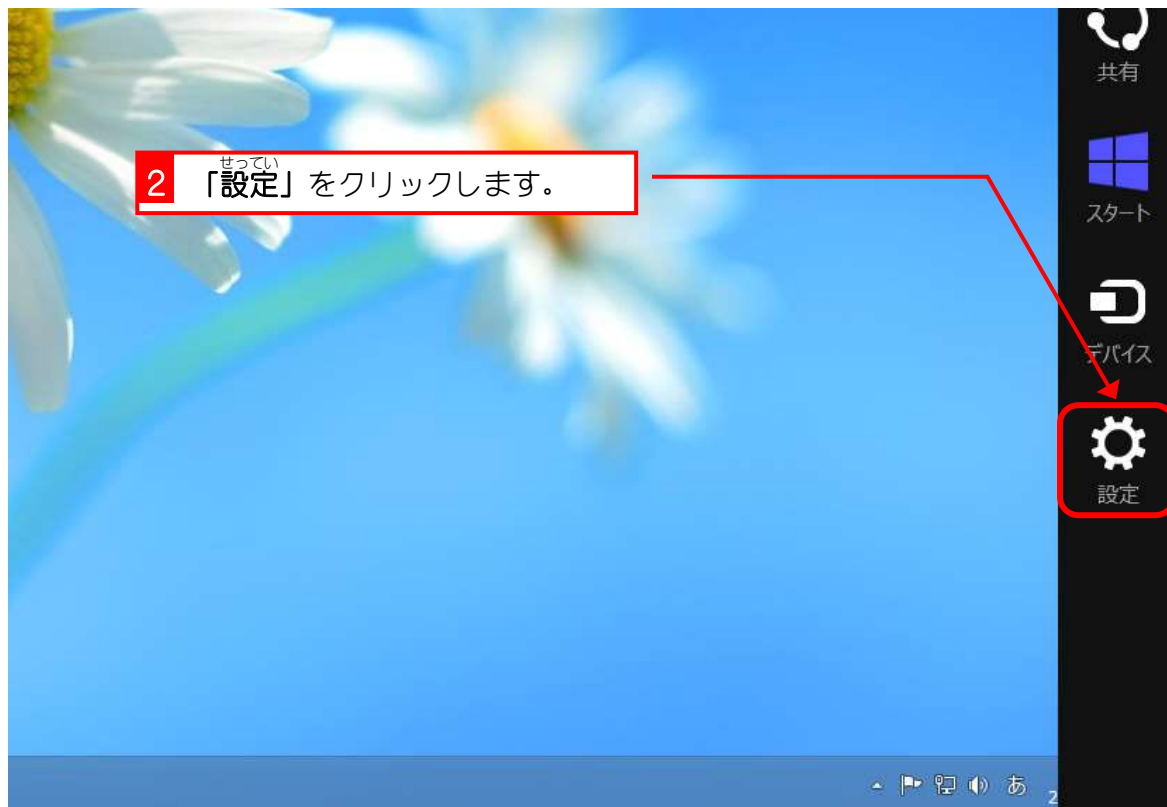 共有
せってい
2 「設定」をクリックします。
スタート
デバイス
設定
あ
2